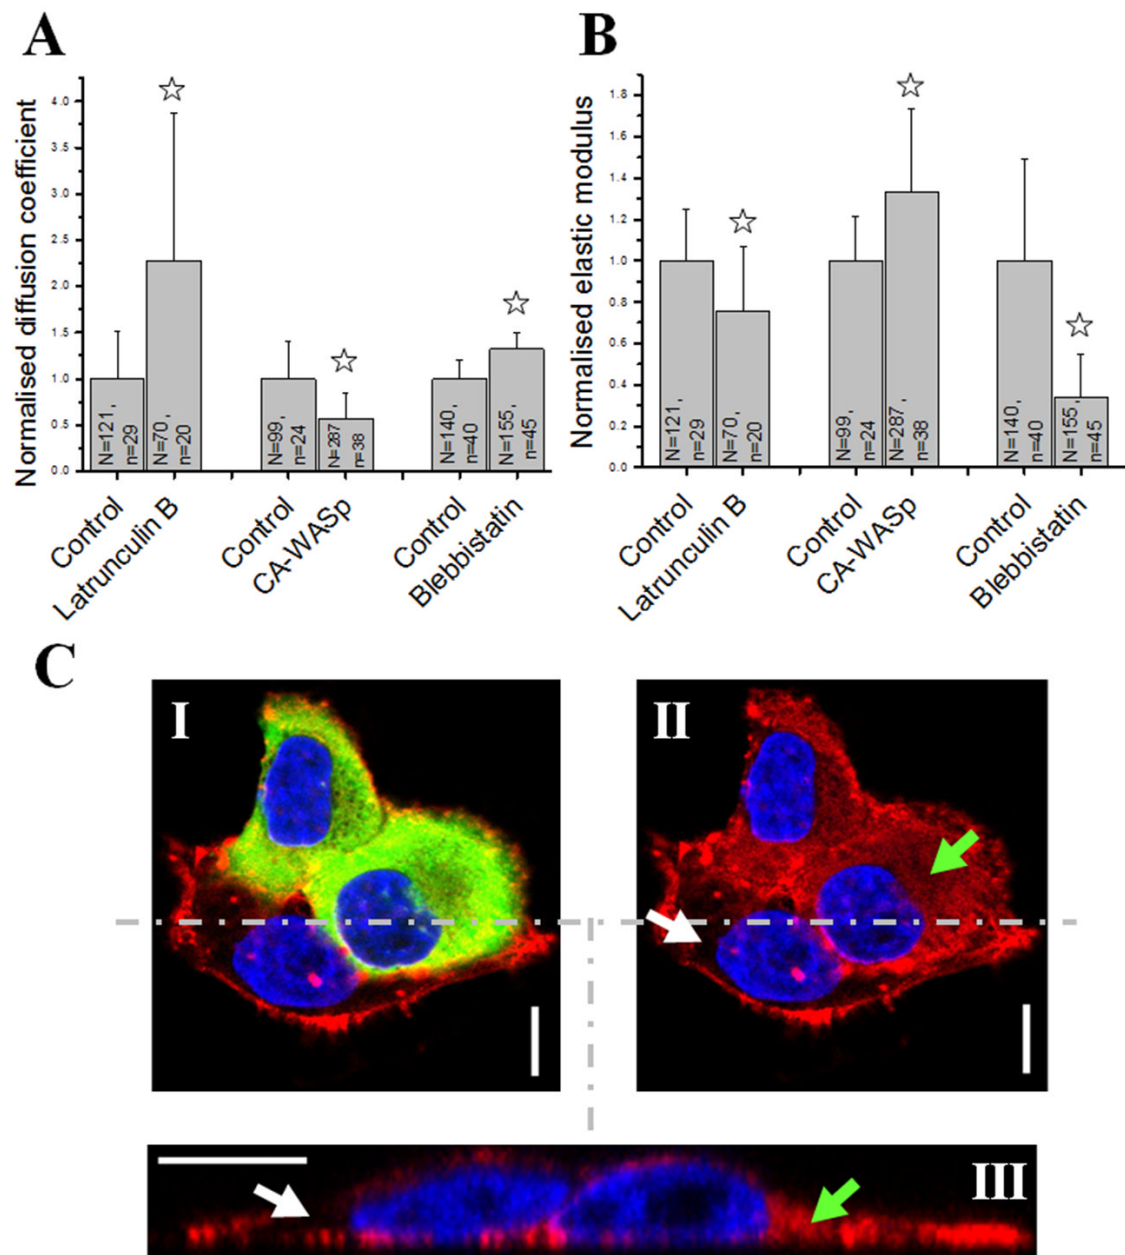 A
Normalised diffusion coefficient
4.0
3.5
3.0
2.5
2.0
1.5
1.0
0.5
0.0
N=121,
n=29
N=70,
n=20
N=99,
n=24
N=287
n=38
N=140,
n=40
N=155,
n=45
Control
Latrunculin B
Control
CA-WASp
Control
Blebbistatin
B
Normalised elastic modulus
1.8
1.6
1.4
1.2
1.0
0.8
0.6
0.4
0.2
0.0
N=121,
n=29
N=70,
n=20
N=99,
n=24
N=287,
n=38
N=140,
n=40
N=155,
n=45
Control
Latrunculin B
Control
CA-WASp
Control
Blebbistatin
C
I
II
III